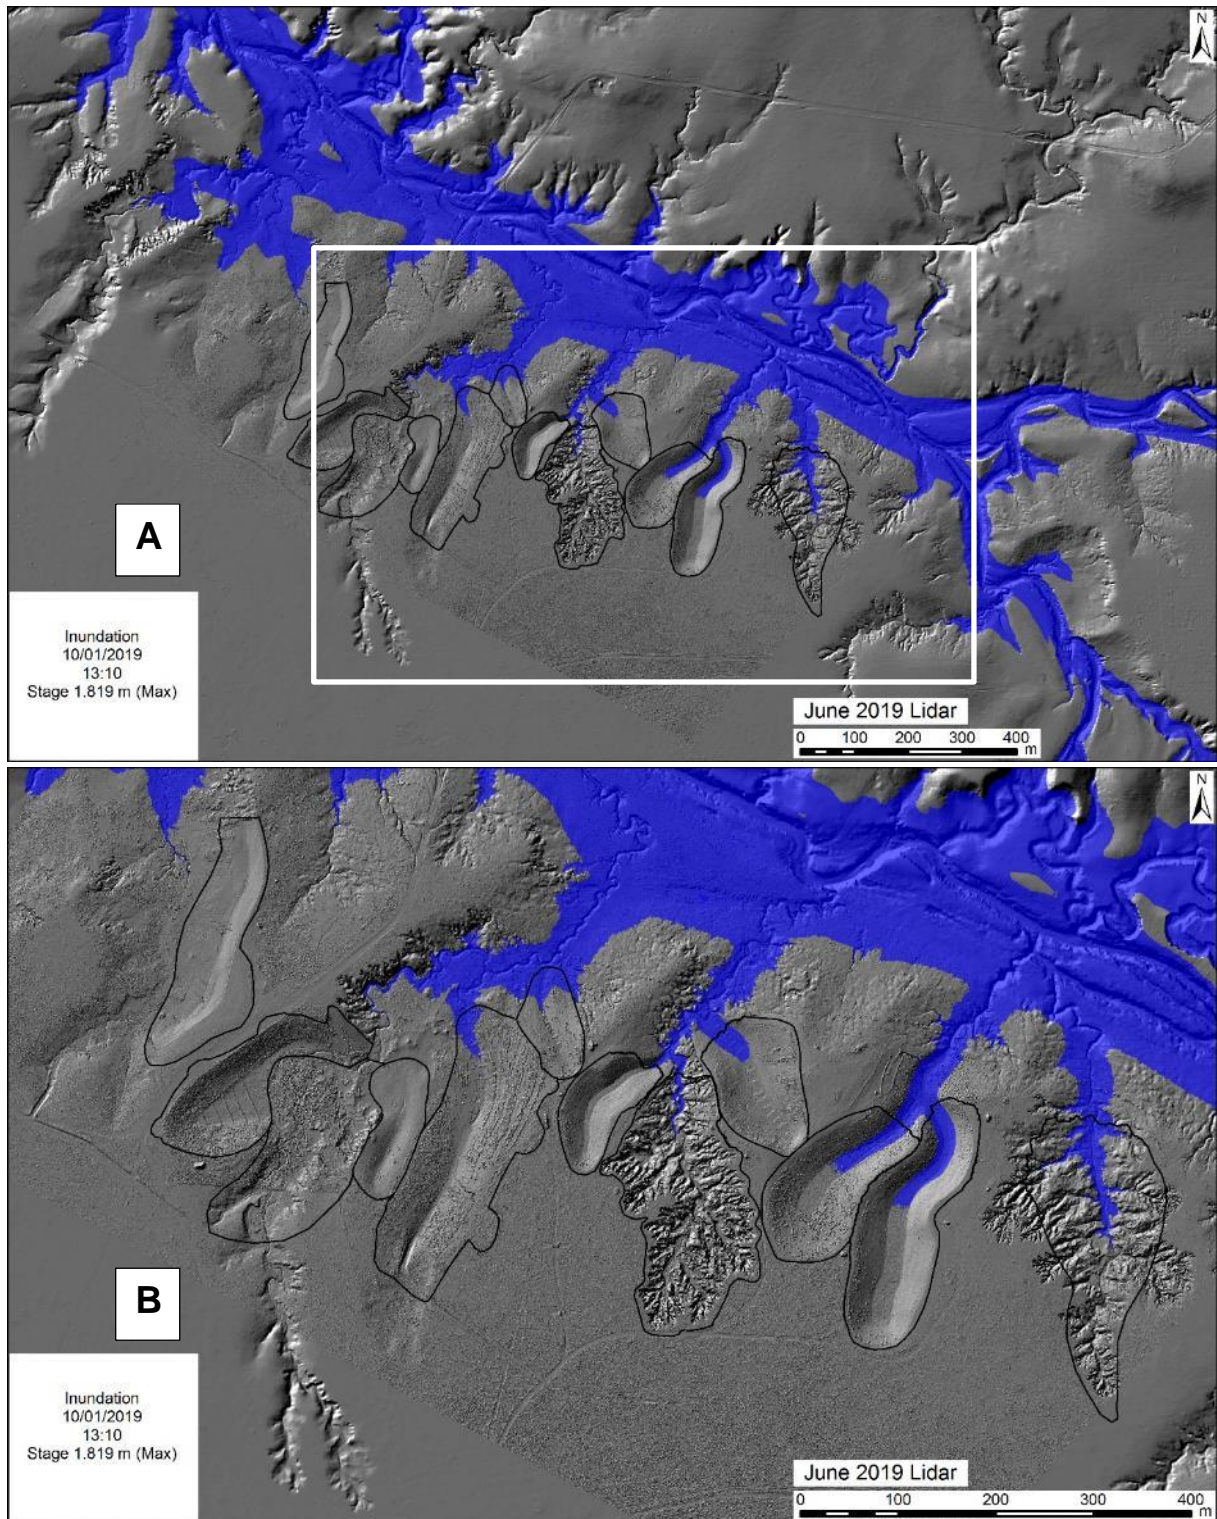 N
A
Inundation
10/01/2019
13:10
Stage 1.819 m (Max)
June 2019 Lidar
0 100 200 300 400
m
N
B
Inundation
10/01/2019
13:10
Stage 1.819 m (Max)
June 2019 Lidar
0 100 200 300 400
m